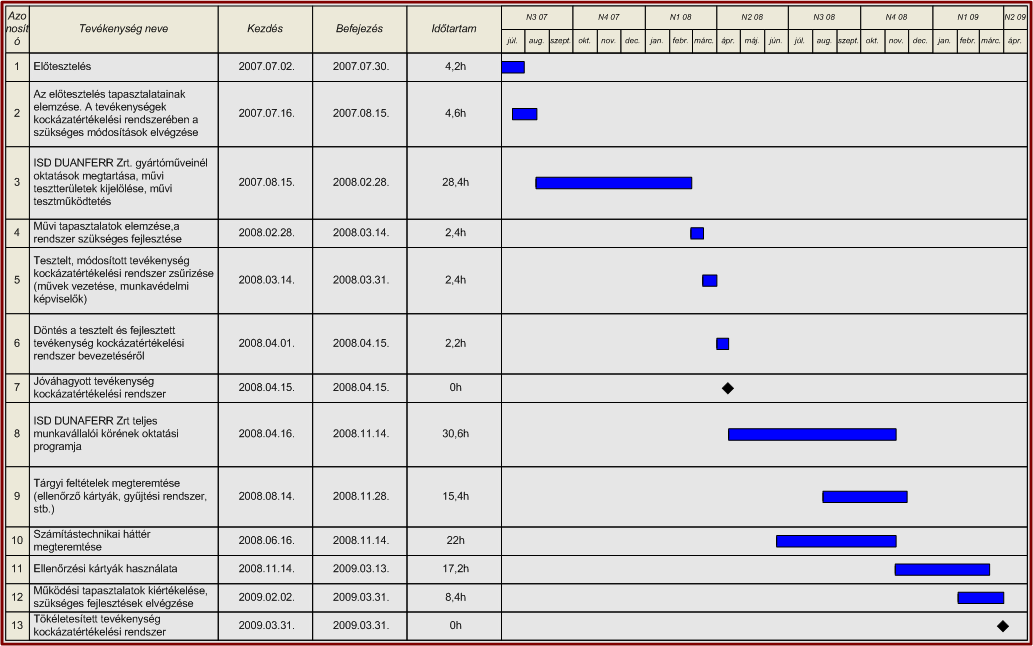 Azo
nosít
ó
Tevékenység neve
Kezdés
Befejezés
Időtartam
N3 07
N4 07
N1 08
N2 08
N3 08
N4 08
N1 09
N2 09
júl.
aug.
szept.
okt.
nov.
dec.
jan.
febr.
márc.
ápr.
máj.
jún.
júl.
aug.
szept.
okt.
nov.
dec.
jan.
febr.
márc.
ápr.
1
Előtesztelés
2007.07.02.
2007.07.30.
4,2h
2
Az előtesztelés tapasztalatainak
elemzése. A tevékenységek
kockázatértékelési rendszerében a
szükséges módosítások elvégzése
2007.07.16.
2007.08.15.
4,6h
3
ISD DUANFERR Zrt. gyártóműveinél
oktatások megtartása, művi
tesztterületek kijelölése, művi
tesztműködtetés
2007.08.15.
2008.02.28.
28,4h
4
Művi tapasztalatok elemzése,a
rendszer szükséges fejlesztése
2008.02.28.
2008.03.14.
2,4h
5
Tesztelt, módosított tevékenység
kockázatértékelési rendszer zsűrizése
(művek vezetése, munkavédelmi
képviselők)
2008.03.14.
2008.03.31.
2,4h
6
Döntés a tesztelt és fejlesztett
tevékenység kockázatértékelési
rendszer bevezetéséről
2008.04.01.
2008.04.15.
2,2h
7
Jóváhagyott tevékenység
kockázatértékelési rendszer
2008.04.15.
2008.04.15.
0h
8
ISD DUNAFERR Zrt teljes
munkavállalói körének oktatási
programja
2008.04.16.
2008.11.14.
30,6h
9
Tárgyi feltételek megteremtése
(ellenőrző kártyák, gyűjtési rendszer,
stb.)
2008.08.14.
2008.11.28.
15,4h
10
Számítástechnikai háttér
megteremtése
2008.06.16.
2008.11.14.
22h
11
Ellenőrzési kártyák használata
2008.11.14.
2009.03.13.
17,2h
12
Működési tapasztalatok kiértékelése,
szükséges fejlesztések elvégzése
2009.02.02.
2009.03.31.
8,4h
13
Tökéletesített tevékenység
kockázatértékelési rendszer
2009.03.31.
2009.03.31.
0h